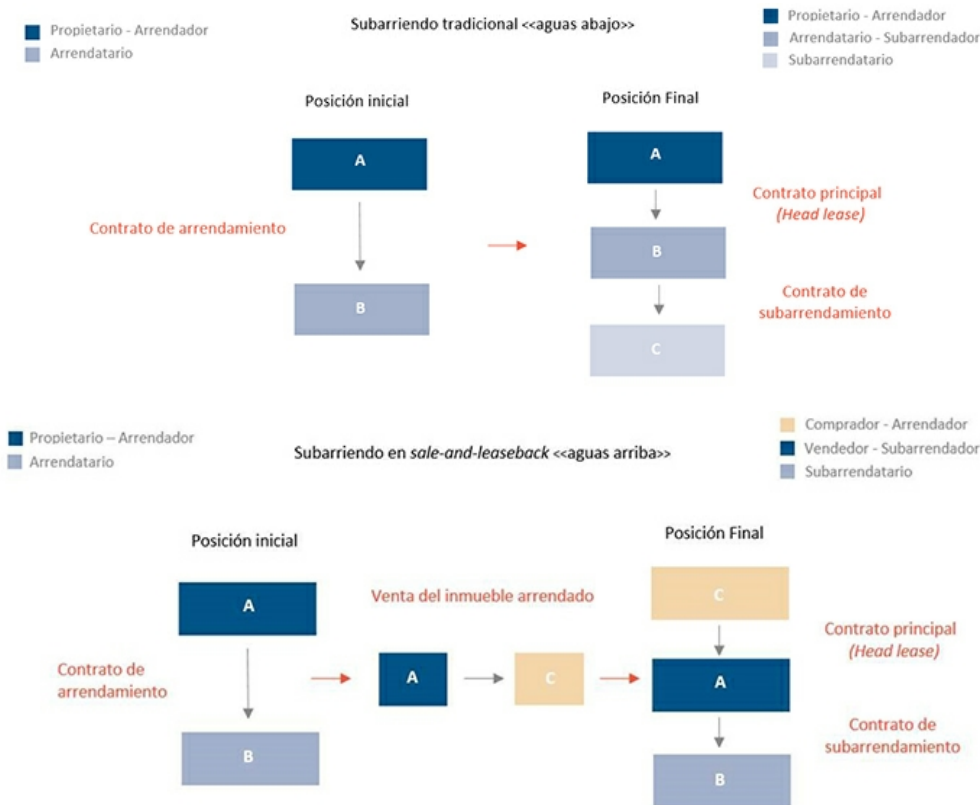 Subarriendo tradicional «aguas abajo»
Propietario - Arrendador
Arrendatario
Propietario - Arrendador
Arrendatario - Subarrendador
Subarrendatario
Posición inicial
Posición Final
A
A
Contrato de arrendamiento
Contrato principal
(Head lease)
B
B
Contrato de
subarrendamiento
C
Propietario – Arrendador
Arrendatario
Subarriendo en sale-and-leaseback «aguas arriba»
Comprador - Arrendador
Vendedor - Subarrendador
Subarrendatario
Posición inicial
Posición Final
A
Venta del inmueble arrendado
C
Contrato de
arrendamiento
A
C
Contrato principal
(Head lease)
A
B
Contrato de
subarrendamiento
B